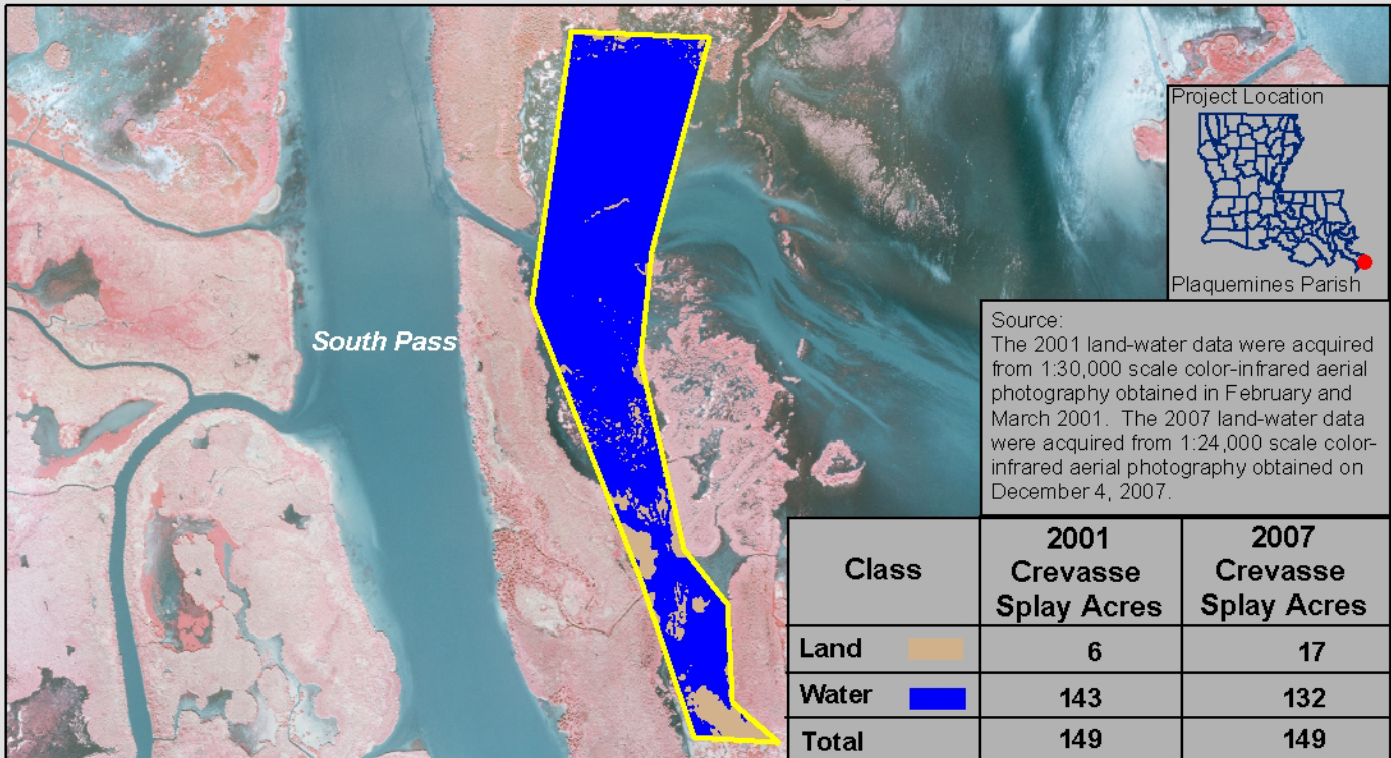 Project Location
Plaquemines Parish
South Pass
Source:
The 2001 land-water data were acquired
from 1:30,000 scale color-infrared aerial
photography obtained in February and
March 2001. The 2007 land-water data
were acquired from 1:24,000 scale color-
infrared aerial photography obtained on
December 4, 2007.
Class
2001
Crevasse
Splay Acres
2007
Crevasse
Splay Acres
Land 6 17
Water 143 132
Total 149 149